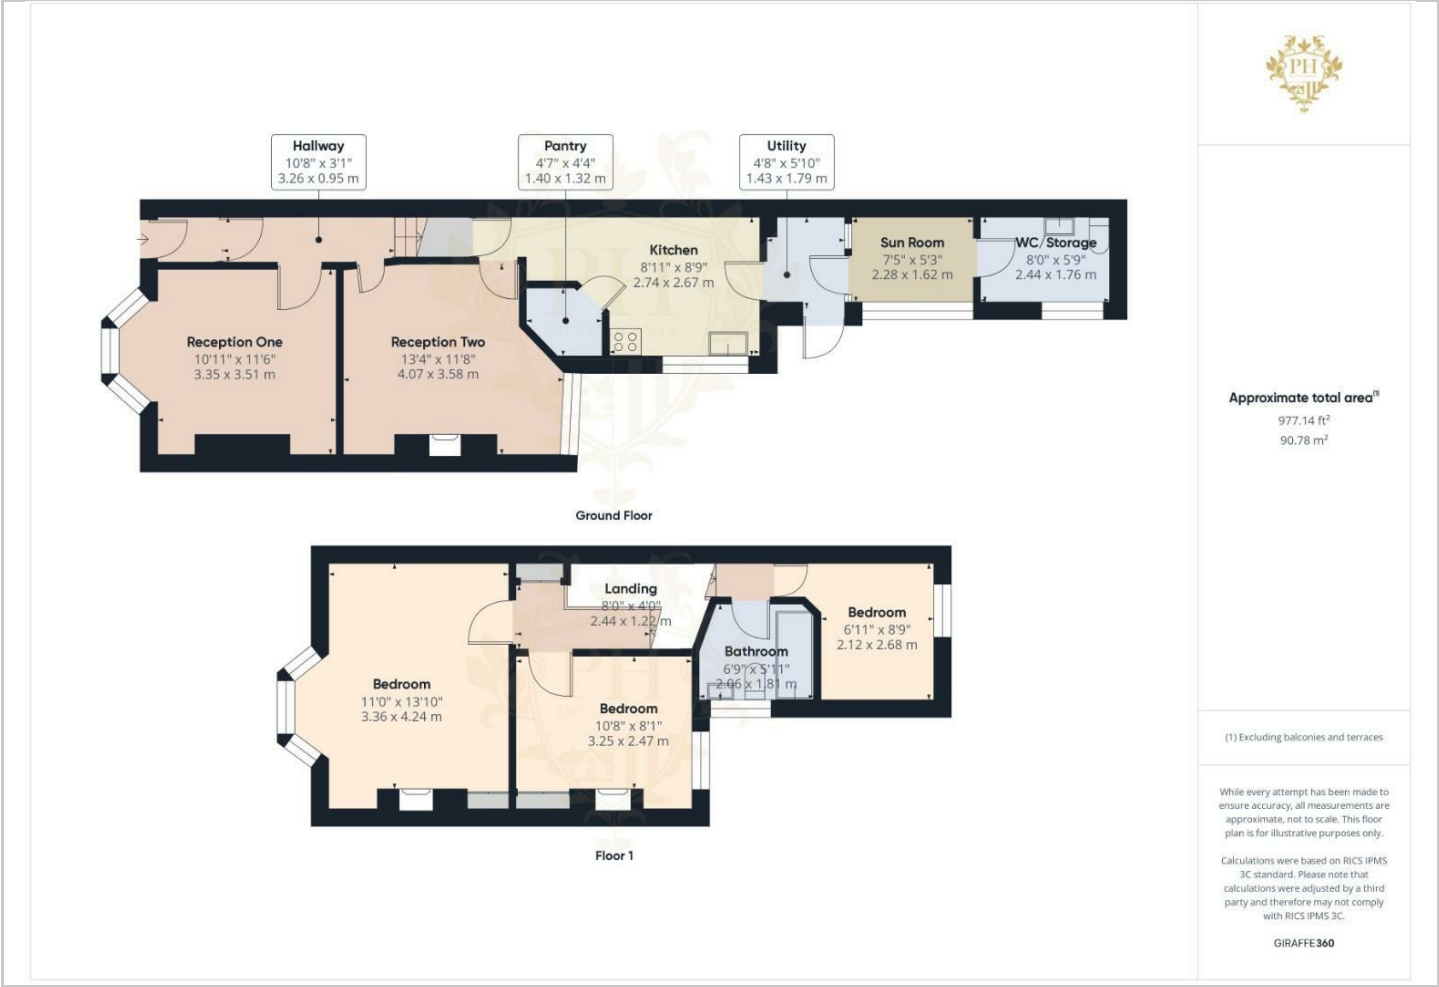 PH
Hallway
10'8" x 3'1"
3.26 x 0.95 m
Pantry
4'7" x 4'4"
1.40 x 1.32 m
Utility
4'8" x 5'10"
1.43 x 1.79 m
Kitchen
8'11" x 8'9"
2.74 x 2.67 m
Sun Room
7'5" x 5'3"
2.28 x 1.62 m
WC/Storage
8'0" x 5'9"
2.44 x 1.76 m
Reception One
10'11" x 11'6"
3.35 x 3.51 m
Reception Two
13'4" x 11'8"
4.07 x 3.58 m
Ground Floor
Landing
8'0" x 4'0"
2.44 x 1.22 m
Bedroom
6'11" x 8'9"
2.12 x 2.68 m
Bathroom
6'9" x 5'11"
2.06 x 1.81 m
Bedroom
11'0" x 13'10"
3.36 x 4.24 m
Bedroom
10'8" x 8'1"
3.25 x 2.47 m
Floor 1
Approximate total area(1)
977.14 ft²
90.78 m²
(1) Excluding balconies and terraces
While every attempt has been made to
ensure accuracy, all measurements are
approximate, not to scale. This floor
plan is for illustrative purposes only.
Calculations were based on RICS IPMS
3C standard. Please note that
calculations were adjusted by a third
party and therefore may not comply
with RICS IPMS 3C.
GIRAFFE360